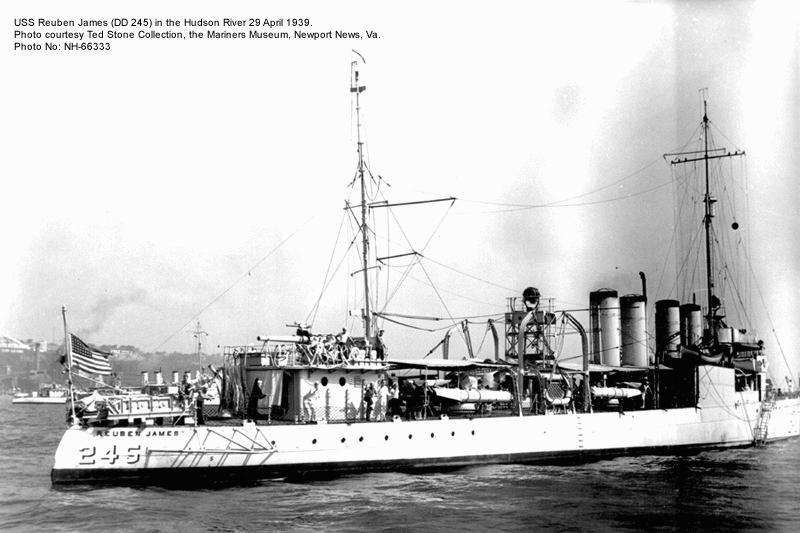 USS Reuben James (DD 245) in the Hudson River 29 April 1939.
Photo courtesy Ted Stone Collection, the Mariners Museum, Newport News, Va.
Photo No: NH-66333
REUBEN JAMES
245